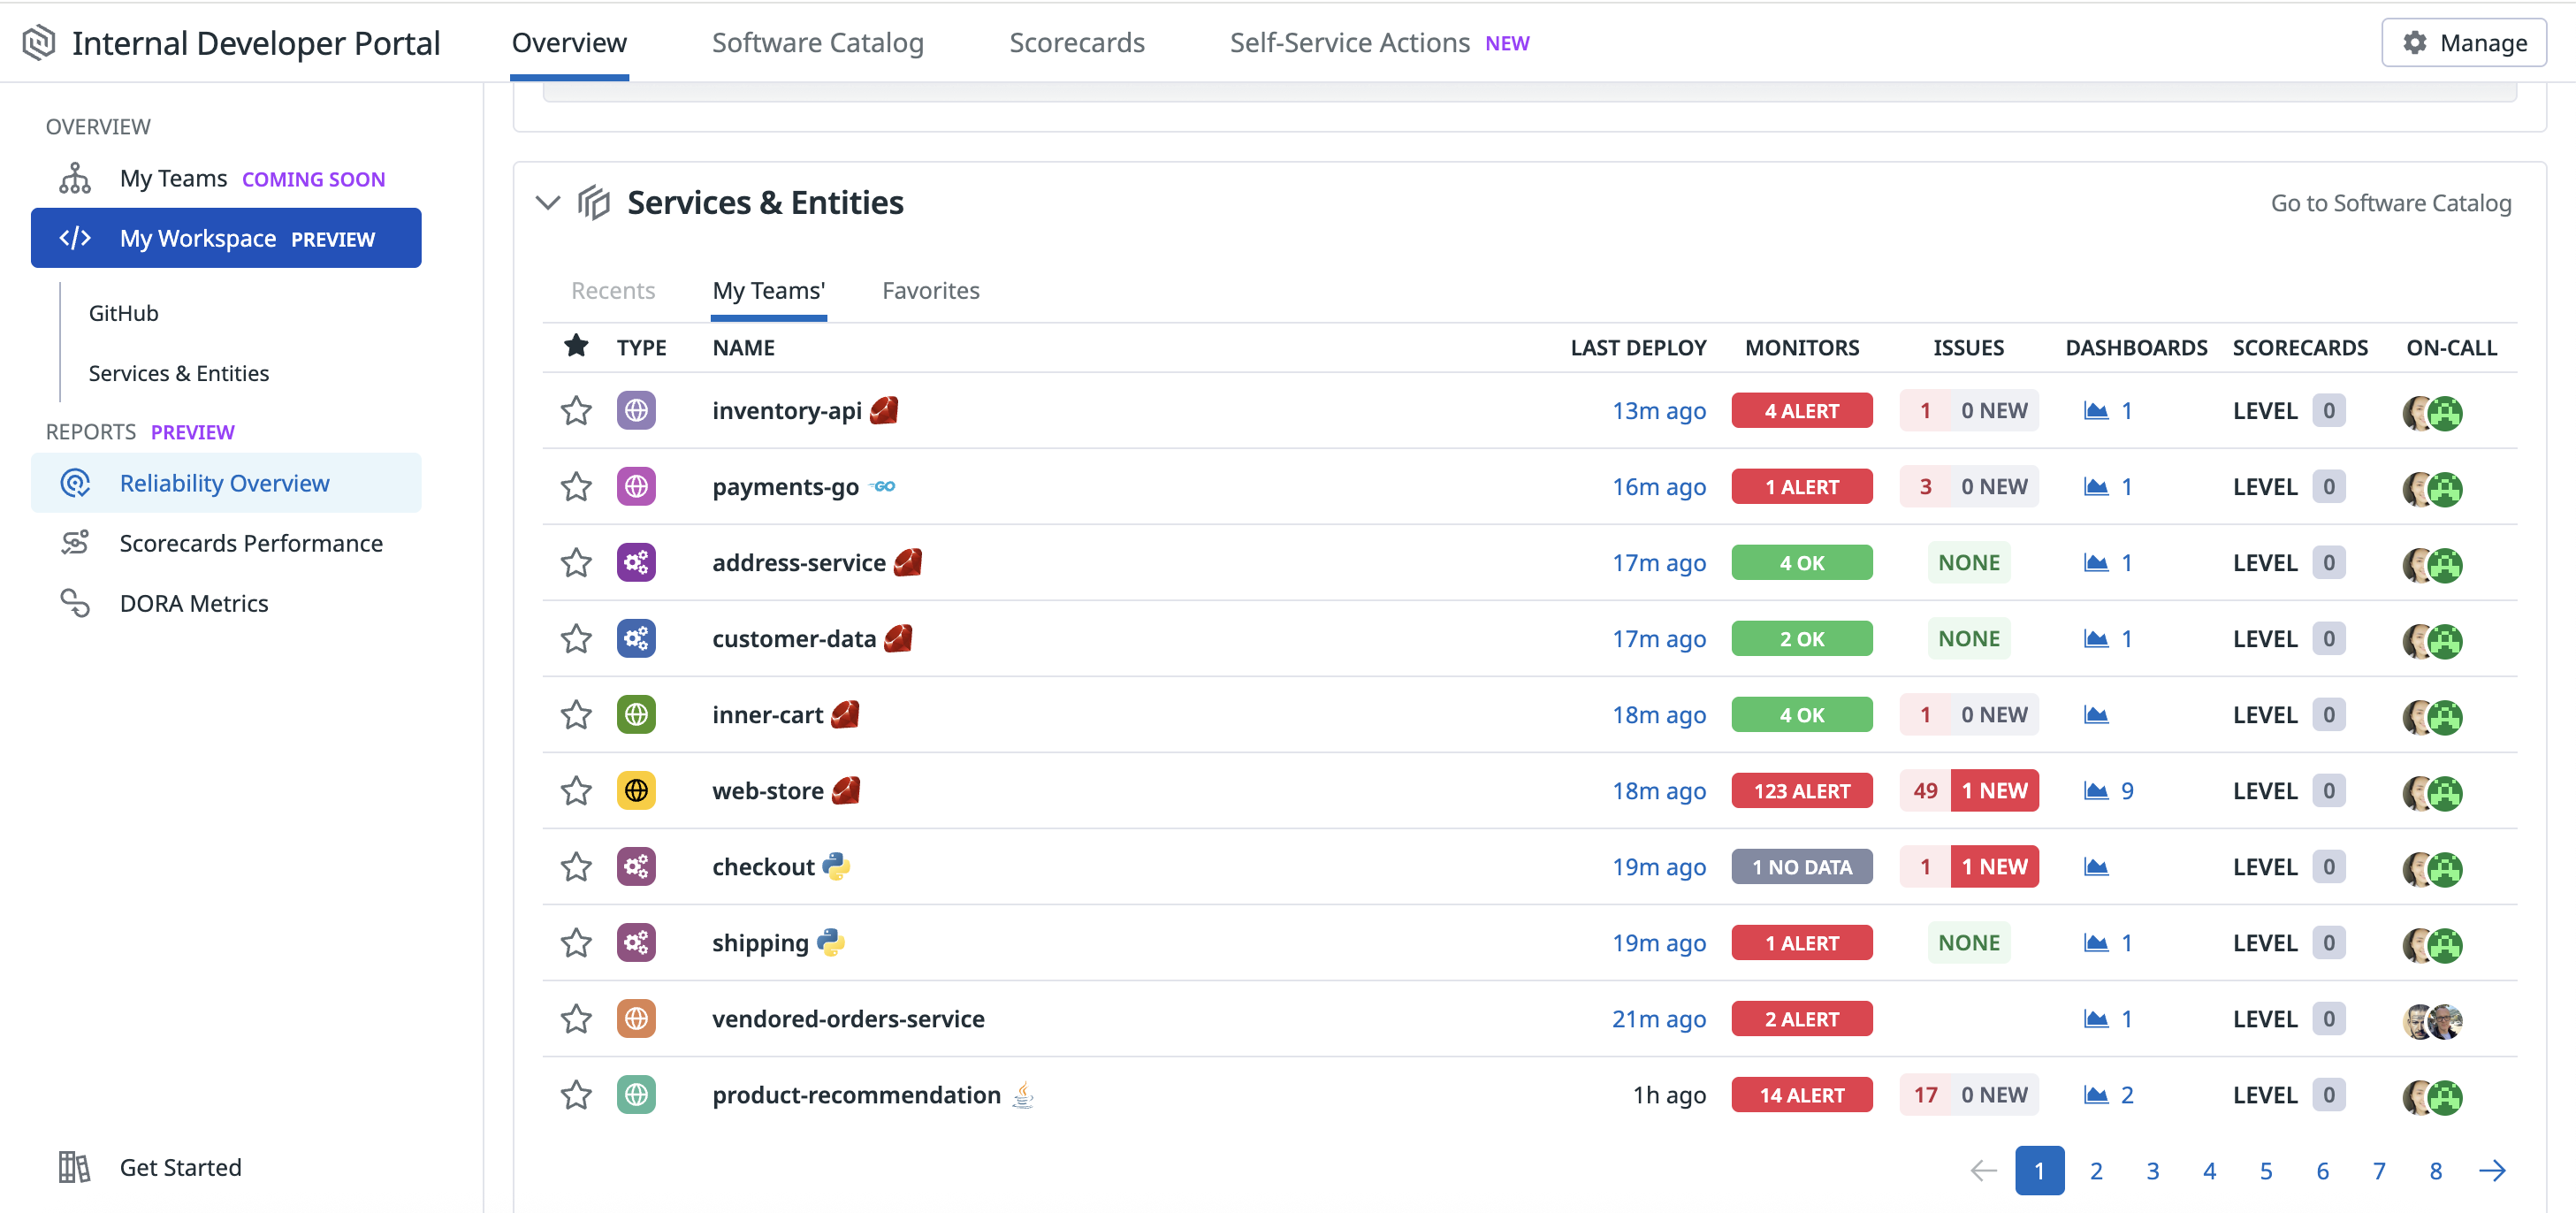 Internal Developer Portal Overview Software Catalog Scorecards Self-Service Actions NEW Manage
OVERVIEW
My Teams COMING SOON
My Workspace PREVIEW
GitHub
Services & Entities
REPORTS PREVIEW
Reliability Overview
Scorecards Performance
DORA Metrics
Get Started
Services & Entities Go to Software Catalog
Recents My Teams' Favorites
TYPE NAME LAST DEPLOY MONITORS ISSUES DASHBOARDS SCORECARDS ON-CALL
inventory-api 13m ago 4 ALERT 1 0 NEW 1 LEVEL 0
payments-go GO 16m ago 1 ALERT 3 0 NEW 1 LEVEL 0
address-service 17m ago 4 OK NONE 1 LEVEL 0
customer-data 17m ago 2 OK NONE 1 LEVEL 0
inner-cart 18m ago 4 OK 1 0 NEW LEVEL 0
web-store 18m ago 123 ALERT 49 1 NEW 9 LEVEL 0
checkout 19m ago 1 NO DATA 1 1 NEW LEVEL 0
shipping 19m ago 1 ALERT NONE 1 LEVEL 0
vendored-orders-service 21m ago 2 ALERT 1 LEVEL 0
product-recommendation 1h ago 14 ALERT 17 0 NEW 2 LEVEL 0
1 2 3 4 5 6 7 8